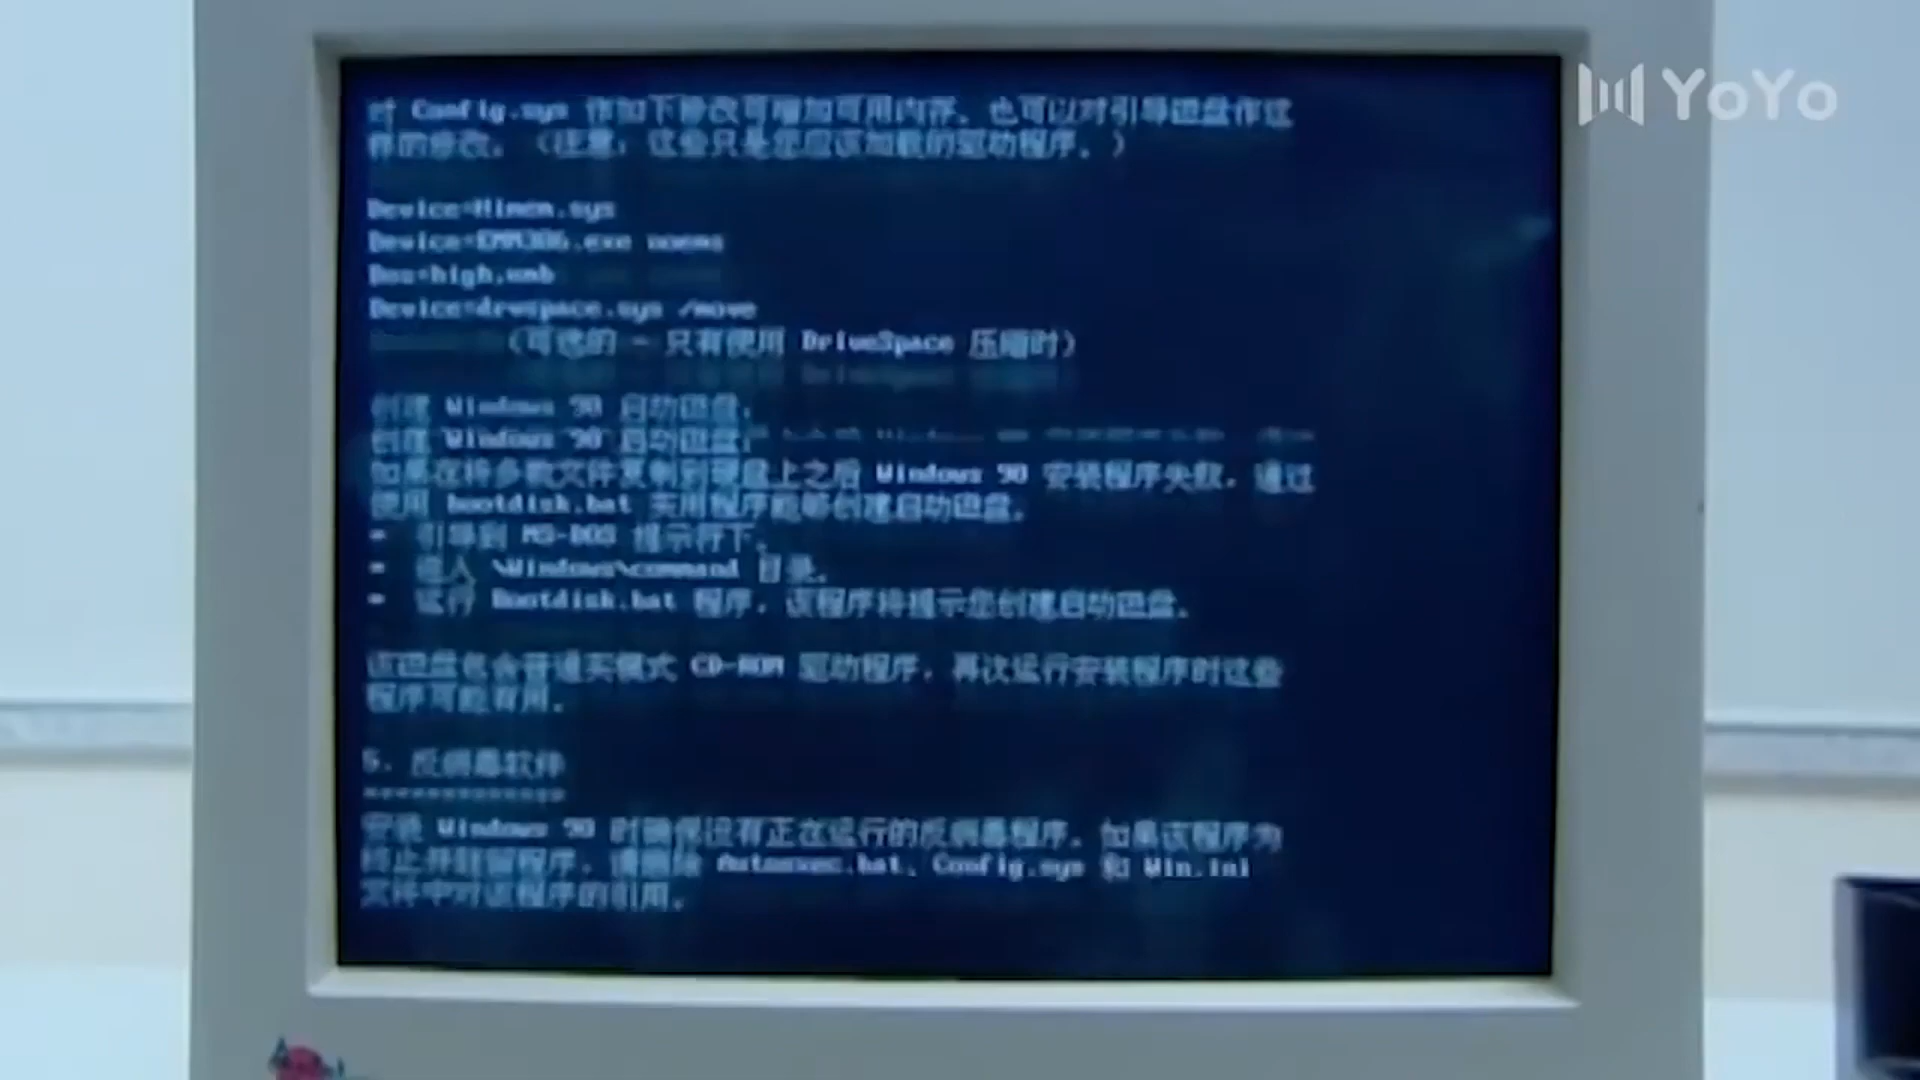 YoYo
对 Config.sys 作如下修改可增加可用内存。也可以对引导磁盘作这
样的修改。（注意：这些只是您应该加载的驱动程序。）
Device=Himem.sys
Device=EMM386.exe noems
Dos=high,umb
Device=drvspace.sys /move
（可选的 - 只有使用 DriveSpace 压缩时）
创建 Windows 98 启动磁盘:
创建 Windows 98 启动磁盘:
如果在将多数文件复制到硬盘上之后 Windows 98 安装程序失败，通过
使用 bootdisk.bat 实用程序能够创建启动磁盘。
- 引导到 MS-DOS 提示行下。
- 进入 \Windows\command 目录。
- 运行 Bootdisk.bat 程序，该程序将提示您创建启动磁盘。
该磁盘包含普通实模式 CD-ROM 驱动程序，再次运行安装程序时这些
程序可能有用。
5. 反病毒软件
安装 Windows 98 时确保没有正在运行的反病毒程序。如果该程序为
终止并驻留程序，请删除 Autoexec.bat、Config.sys 和 Win.ini
文件中对该程序的引用。